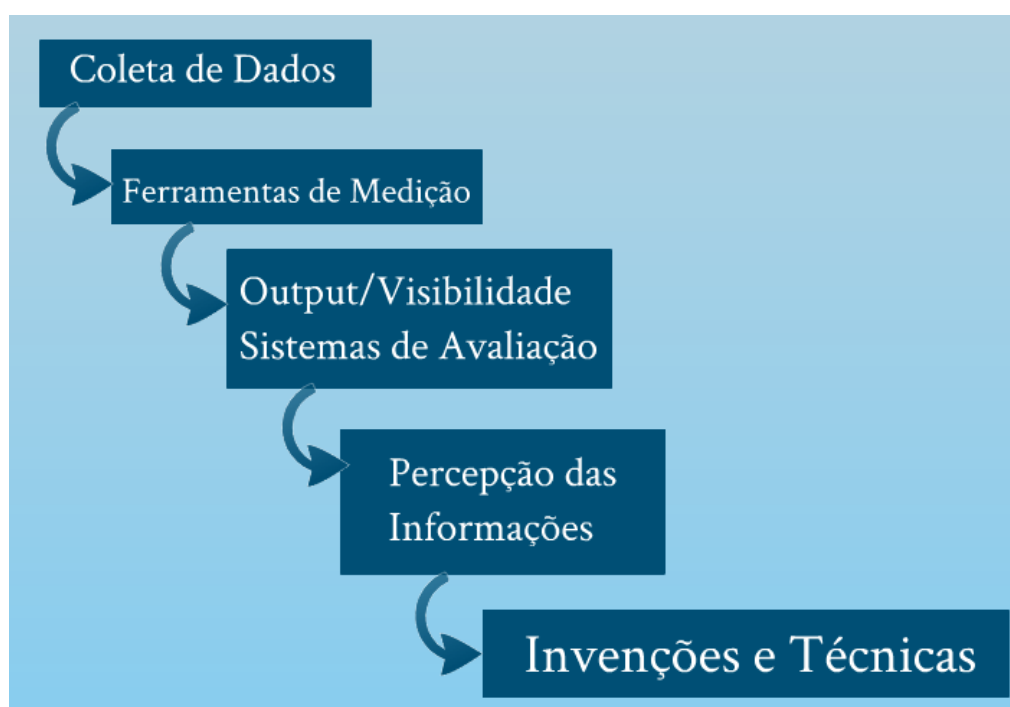 Coleta de Dados
Ferramentas de Medição
Output/Visibilidade
Sistemas de Avaliação
Percepção das
Informações
Invenções e Técnicas